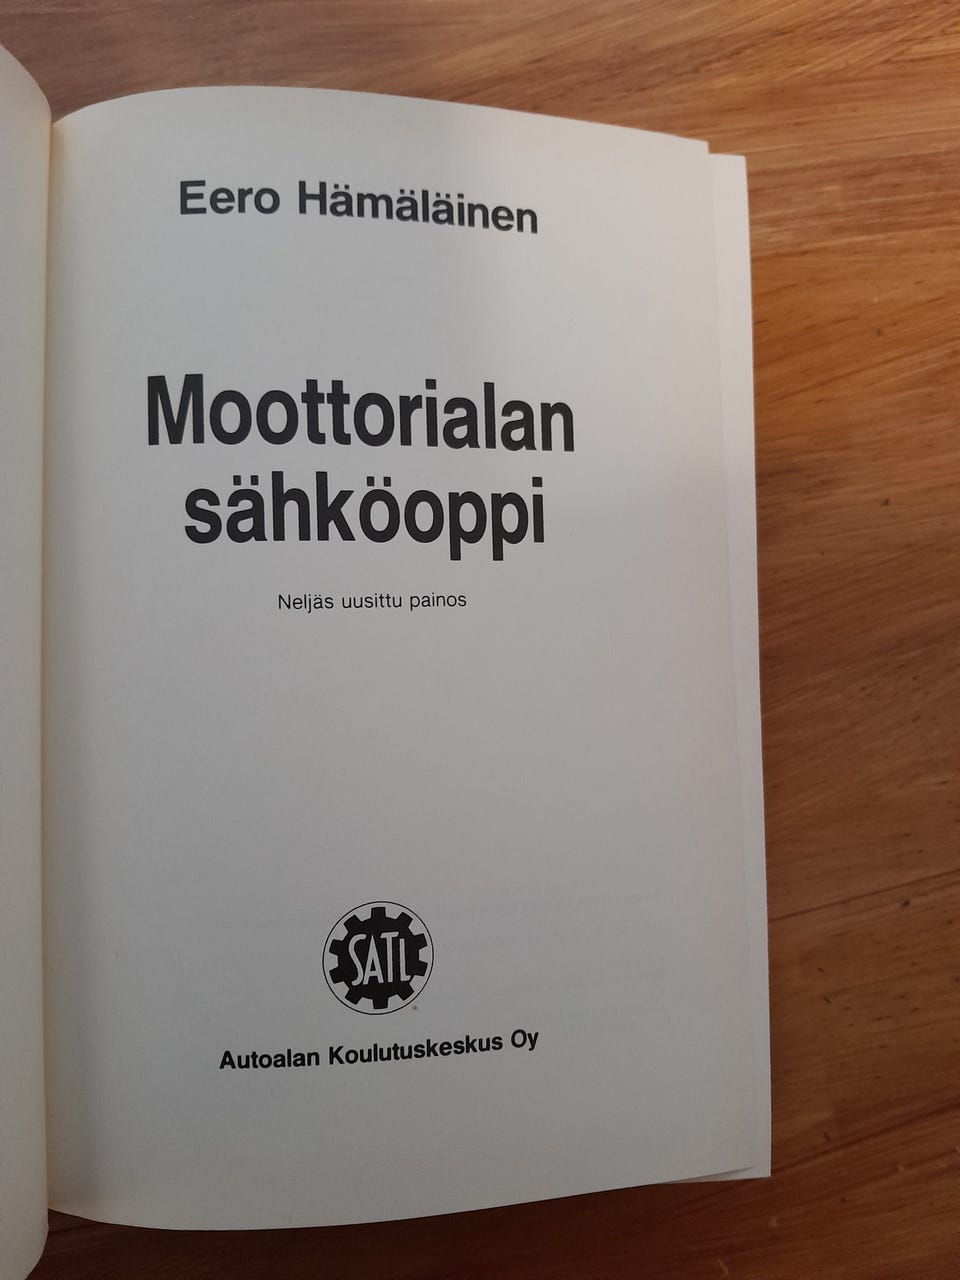 Eero Hämäläinen
Moottorialan
sähköoppi
Neljäs uusittu painos
SATL
Autoalan Koulutuskeskus Oy